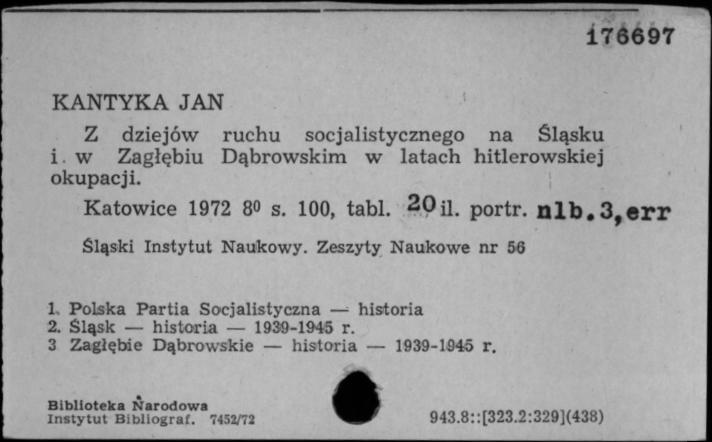 176697
KANTYKA JAN
Z dziejów ruchu socjalistycznego na Śląsku
i w Zagłębiu Dąbrowskim w latach hitlerowskiej
okupacji.
Katowice 1972 8⁰ s. 100, tabl. 20, il. portr. nlb.3,err
Śląski Instytut Naukowy. Zeszyty Naukowe nr 56
1. Polska Partia Socjalistyczna — historia
2. Śląsk — historia — 1939-1945 r.
3 Zagłębie Dąbrowskie — historia — 1939-1945 r.
Biblioteka Narodowa
Instytut Bibliograf. 7452/72
943.8::[323.2:329](438)